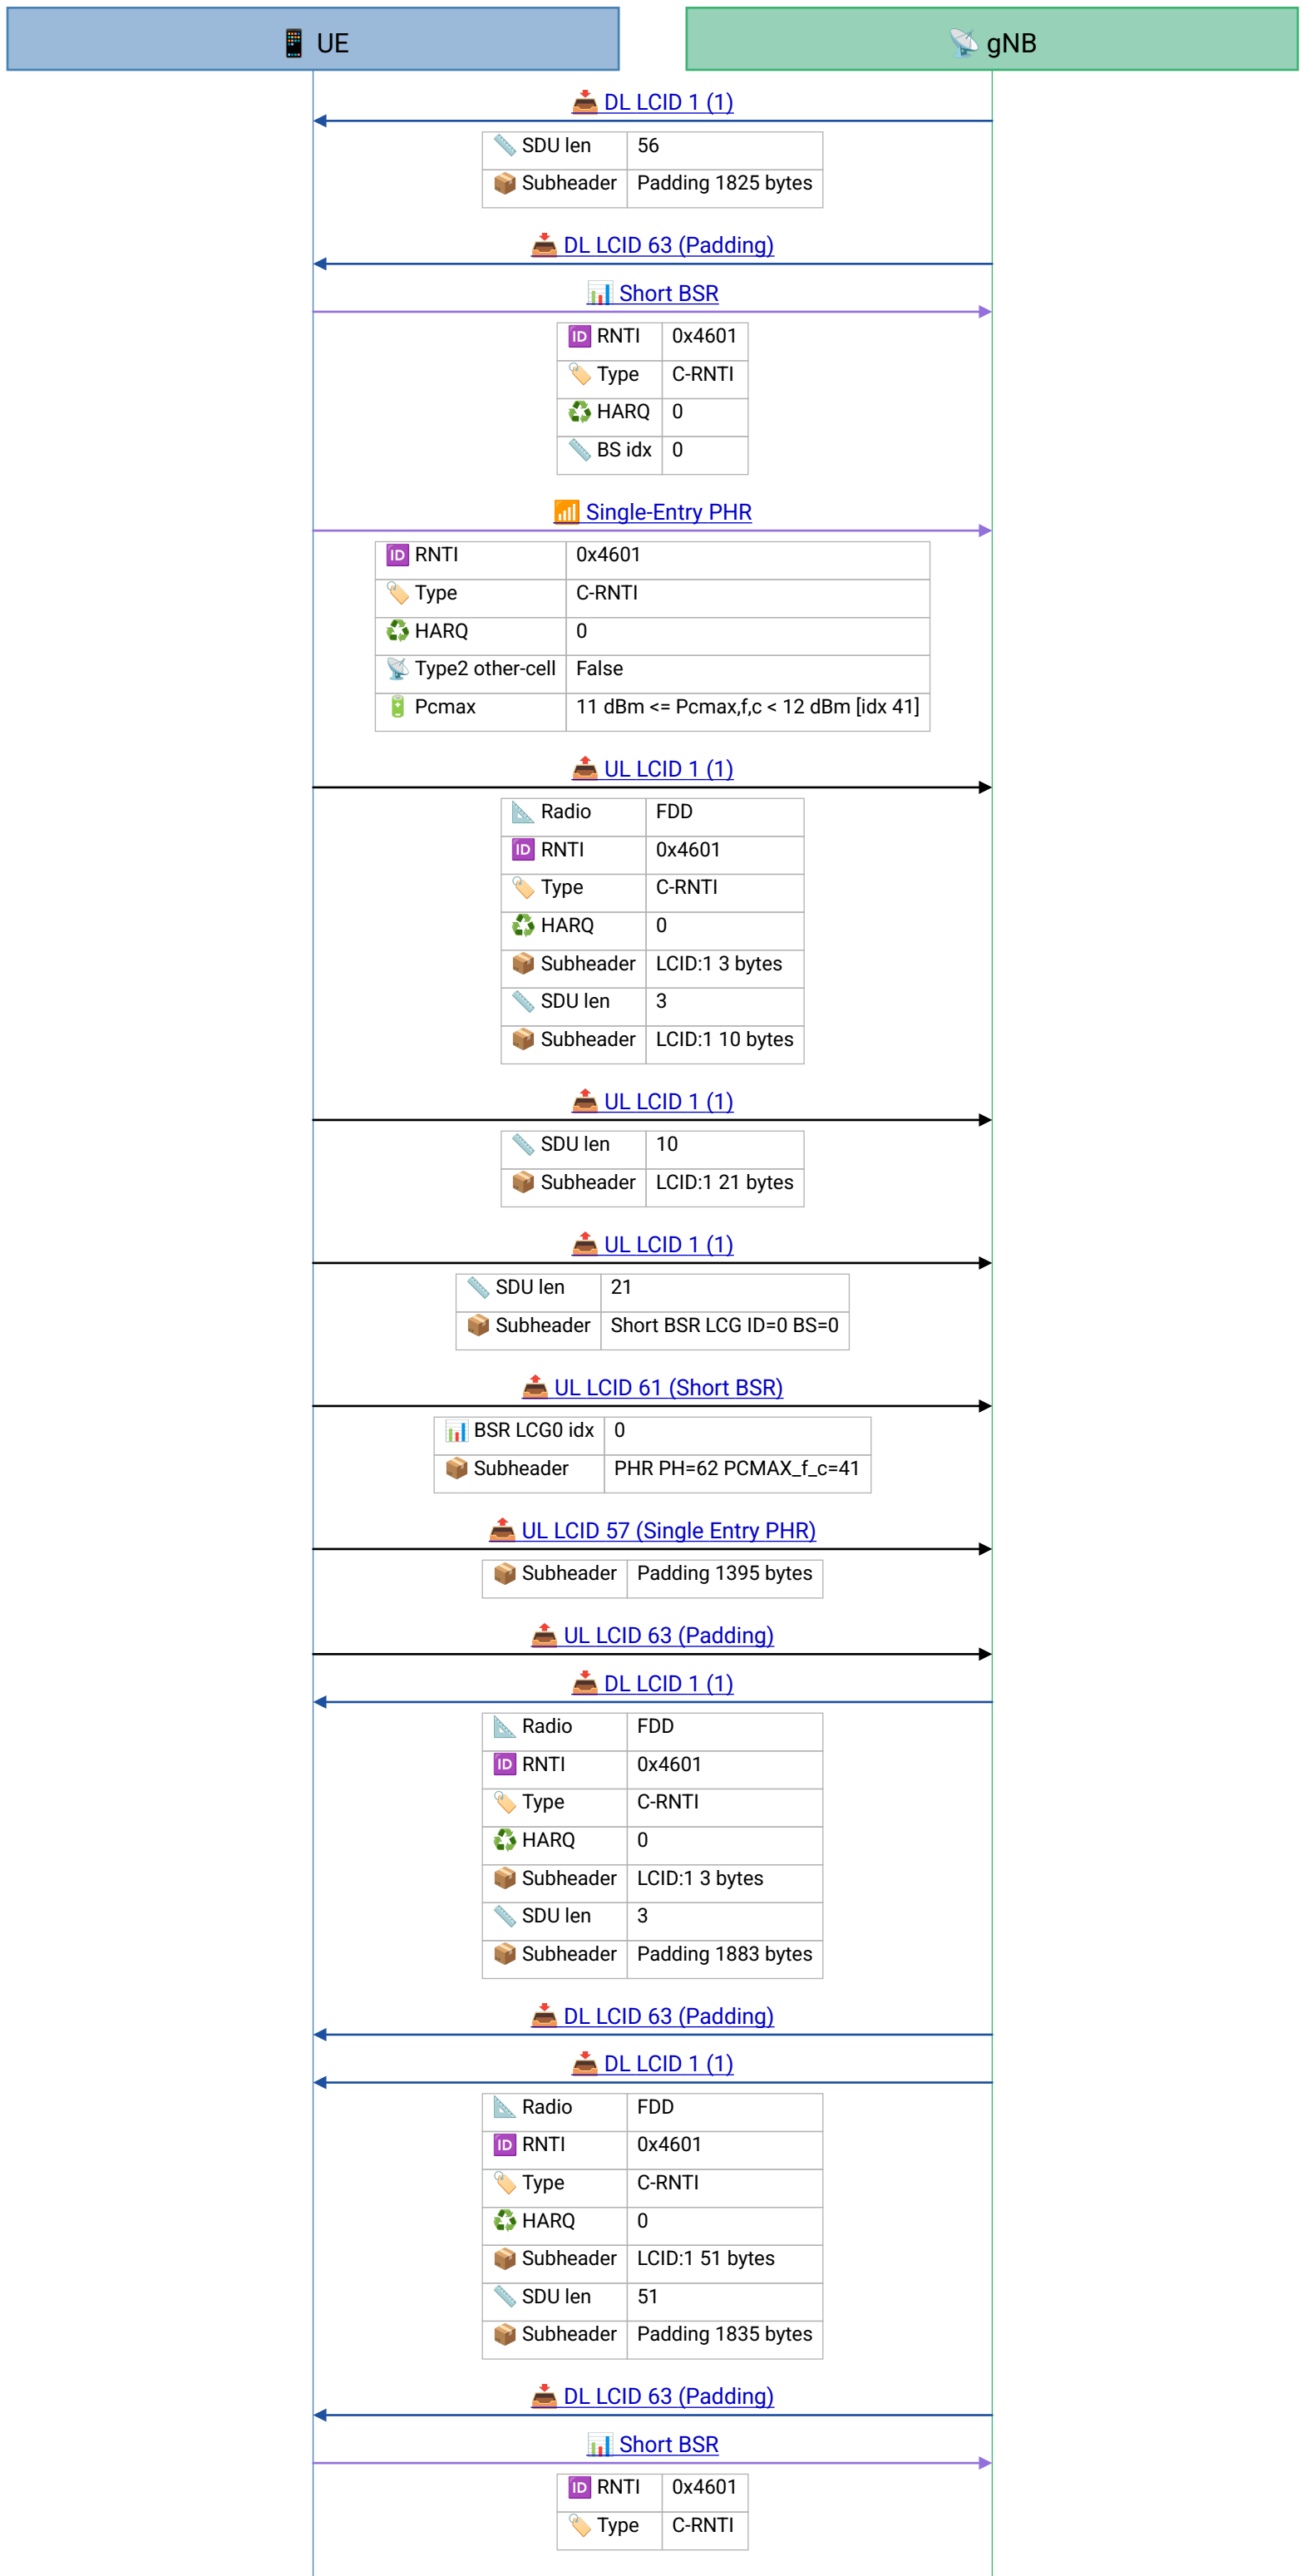 📱 UE
📡 gNB
📥 DL LCID 1 (1)
📏 SDU len 56
📦 Subheader Padding 1825 bytes
📥 DL LCID 63 (Padding)
📊 Short BSR
🆔 RNTI 0x4601
🏷️ Type C-RNTI
♻️ HARQ 0
📏 BS idx 0
📶 Single-Entry PHR
🆔 RNTI 0x4601
🏷️ Type C-RNTI
♻️ HARQ 0
📡 Type2 other-cell False
🔋 Pcmax 11 dBm <= Pcmax,f,c < 12 dBm [idx 41]
📤 UL LCID 1 (1)
📐 Radio FDD
🆔 RNTI 0x4601
🏷️ Type C-RNTI
♻️ HARQ 0
📦 Subheader LCID:1 3 bytes
📏 SDU len 3
📦 Subheader LCID:1 10 bytes
📤 UL LCID 1 (1)
📏 SDU len 10
📦 Subheader LCID:1 21 bytes
📤 UL LCID 1 (1)
📏 SDU len 21
📦 Subheader Short BSR LCG ID=0 BS=0
📤 UL LCID 61 (Short BSR)
📊 BSR LCG0 idx 0
📦 Subheader PHR PH=62 PCMAX_f_c=41
📤 UL LCID 57 (Single Entry PHR)
📦 Subheader Padding 1395 bytes
📤 UL LCID 63 (Padding)
📥 DL LCID 1 (1)
📐 Radio FDD
🆔 RNTI 0x4601
🏷️ Type C-RNTI
♻️ HARQ 0
📦 Subheader LCID:1 3 bytes
📏 SDU len 3
📦 Subheader Padding 1883 bytes
📥 DL LCID 63 (Padding)
📥 DL LCID 1 (1)
📐 Radio FDD
🆔 RNTI 0x4601
🏷️ Type C-RNTI
♻️ HARQ 0
📦 Subheader LCID:1 51 bytes
📏 SDU len 51
📦 Subheader Padding 1835 bytes
📥 DL LCID 63 (Padding)
📊 Short BSR
🆔 RNTI 0x4601
🏷️ Type C-RNTI